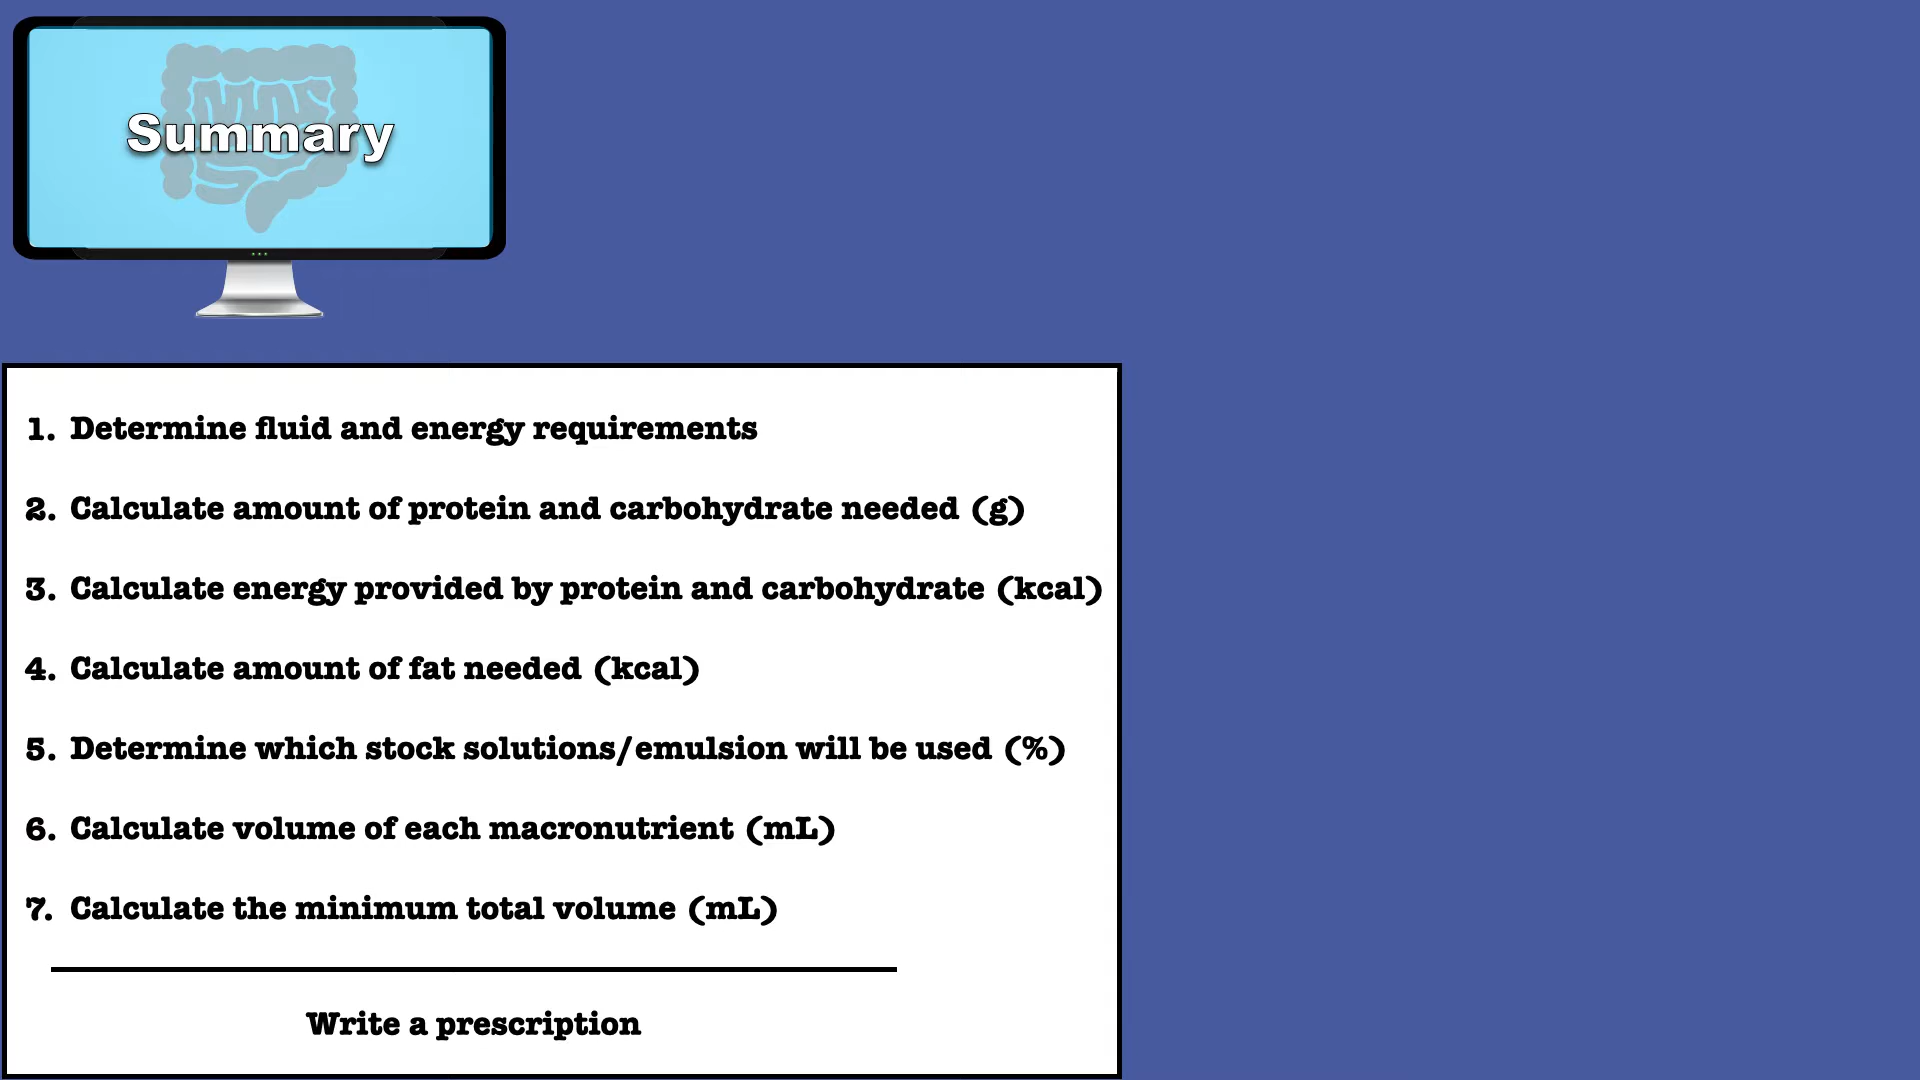 Summary
1. Determine fluid and energy requirements
2. Calculate amount of protein and carbohydrate needed (g)
3. Calculate energy provided by protein and carbohydrate (kcal)
4. Calculate amount of fat needed (kcal)
5. Determine which stock solutions/emulsion will be used (%)
6. Calculate volume of each macronutrient (mL)
7. Calculate the minimum total volume (mL)
Write a prescription